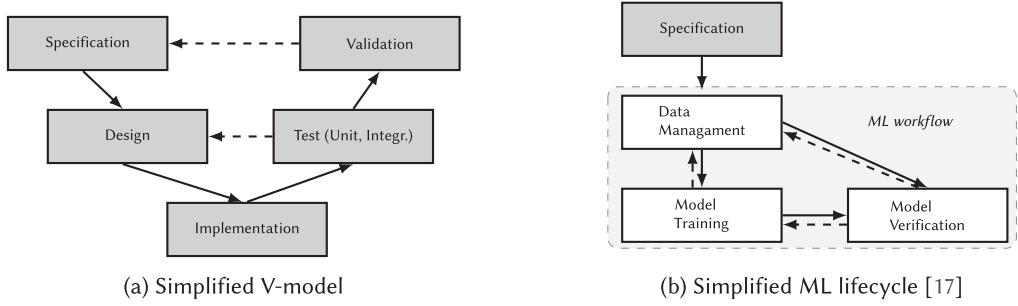 Specification
Validation
Design
Test (Unit, Integr.)
Implementation
(a) Simplified V-model
Specification
ML workflow
Data
Managament
Model
Training
Model
Verification
(b) Simplified ML lifecycle [17]